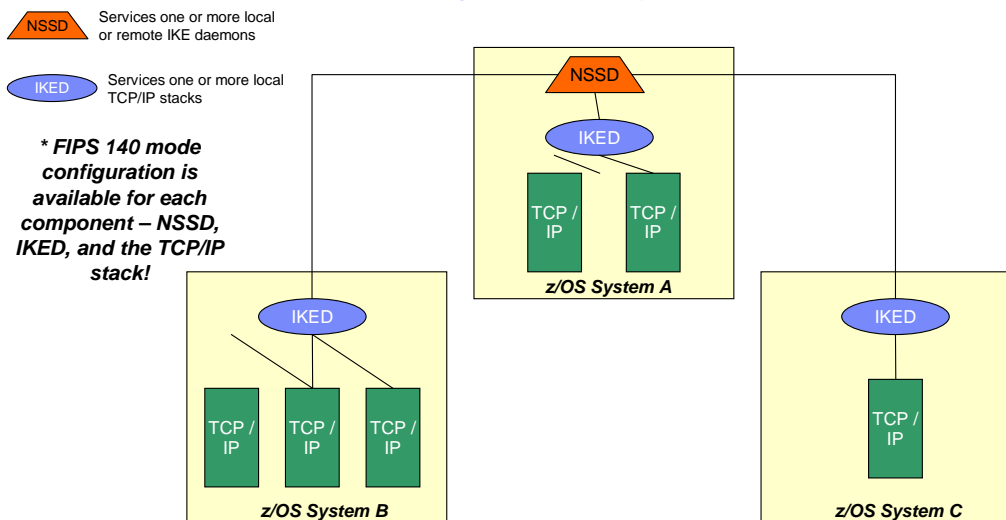 NSSD
Services one or more local
or remote IKE daemons
IKED
Services one or more local
TCP/IP stacks
* FIPS 140 mode
configuration is
available for each
component – NSSD,
IKED, and the TCP/IP
stack!
NSSD
IKED
TCP /
IP
TCP /
IP
z/OS System A
IKED
TCP /
IP
TCP /
IP
TCP /
IP
z/OS System B
IKED
TCP /
IP
z/OS System C